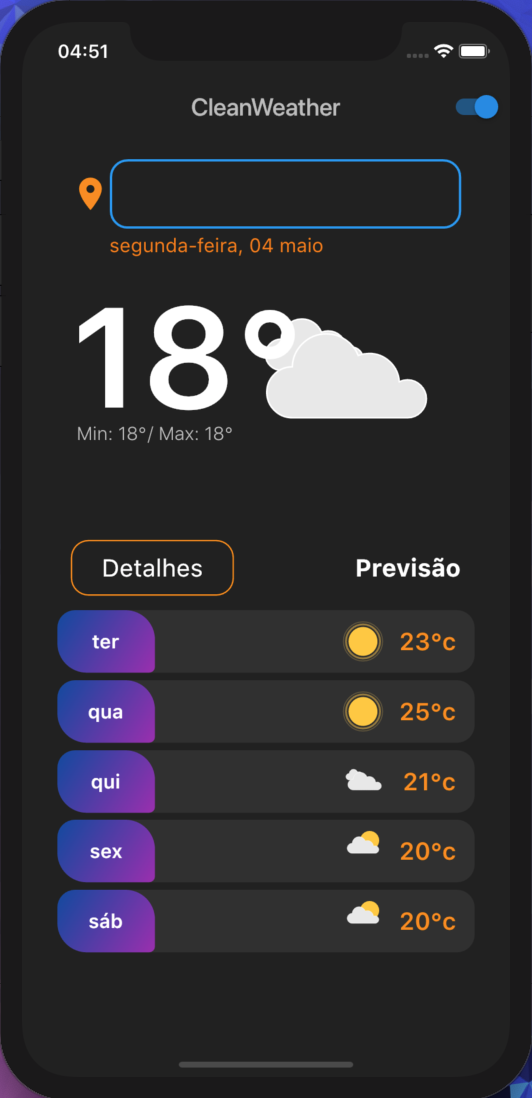 04:51
CleanWeather
segunda-feira, 04 maio
18°
Min: 18°/ Max: 18°
Detalhes Previsão
ter 23°c
qua 25°c
qui 21°c
sex 20°c
sáb 20°c